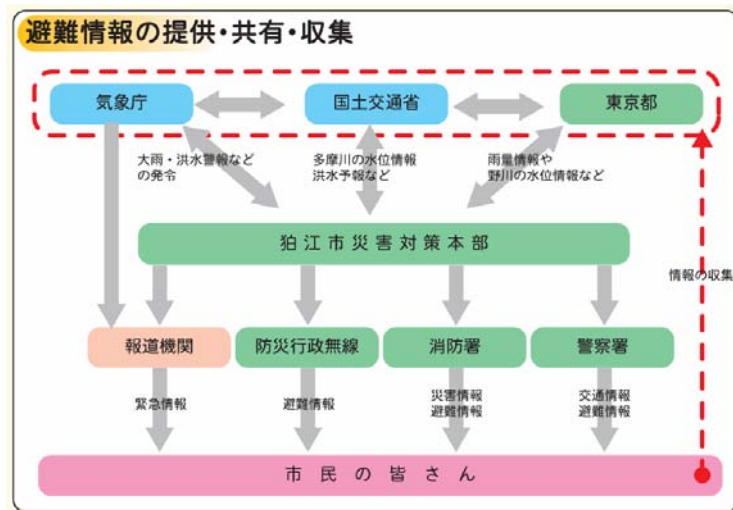 避難情報の提供・共有・収集
気象庁
国土交通省
東京都
大雨・洪水警報など
の発令
多摩川の水位情報
洪水予報など
雨量情報や
野川の水位情報など
狛江市災害対策本部
情報の収集
報道機関
防災行政無線
消防署
警察署
緊急情報
避難情報
災害情報
避難情報
交通情報
避難情報
市民の皆さん